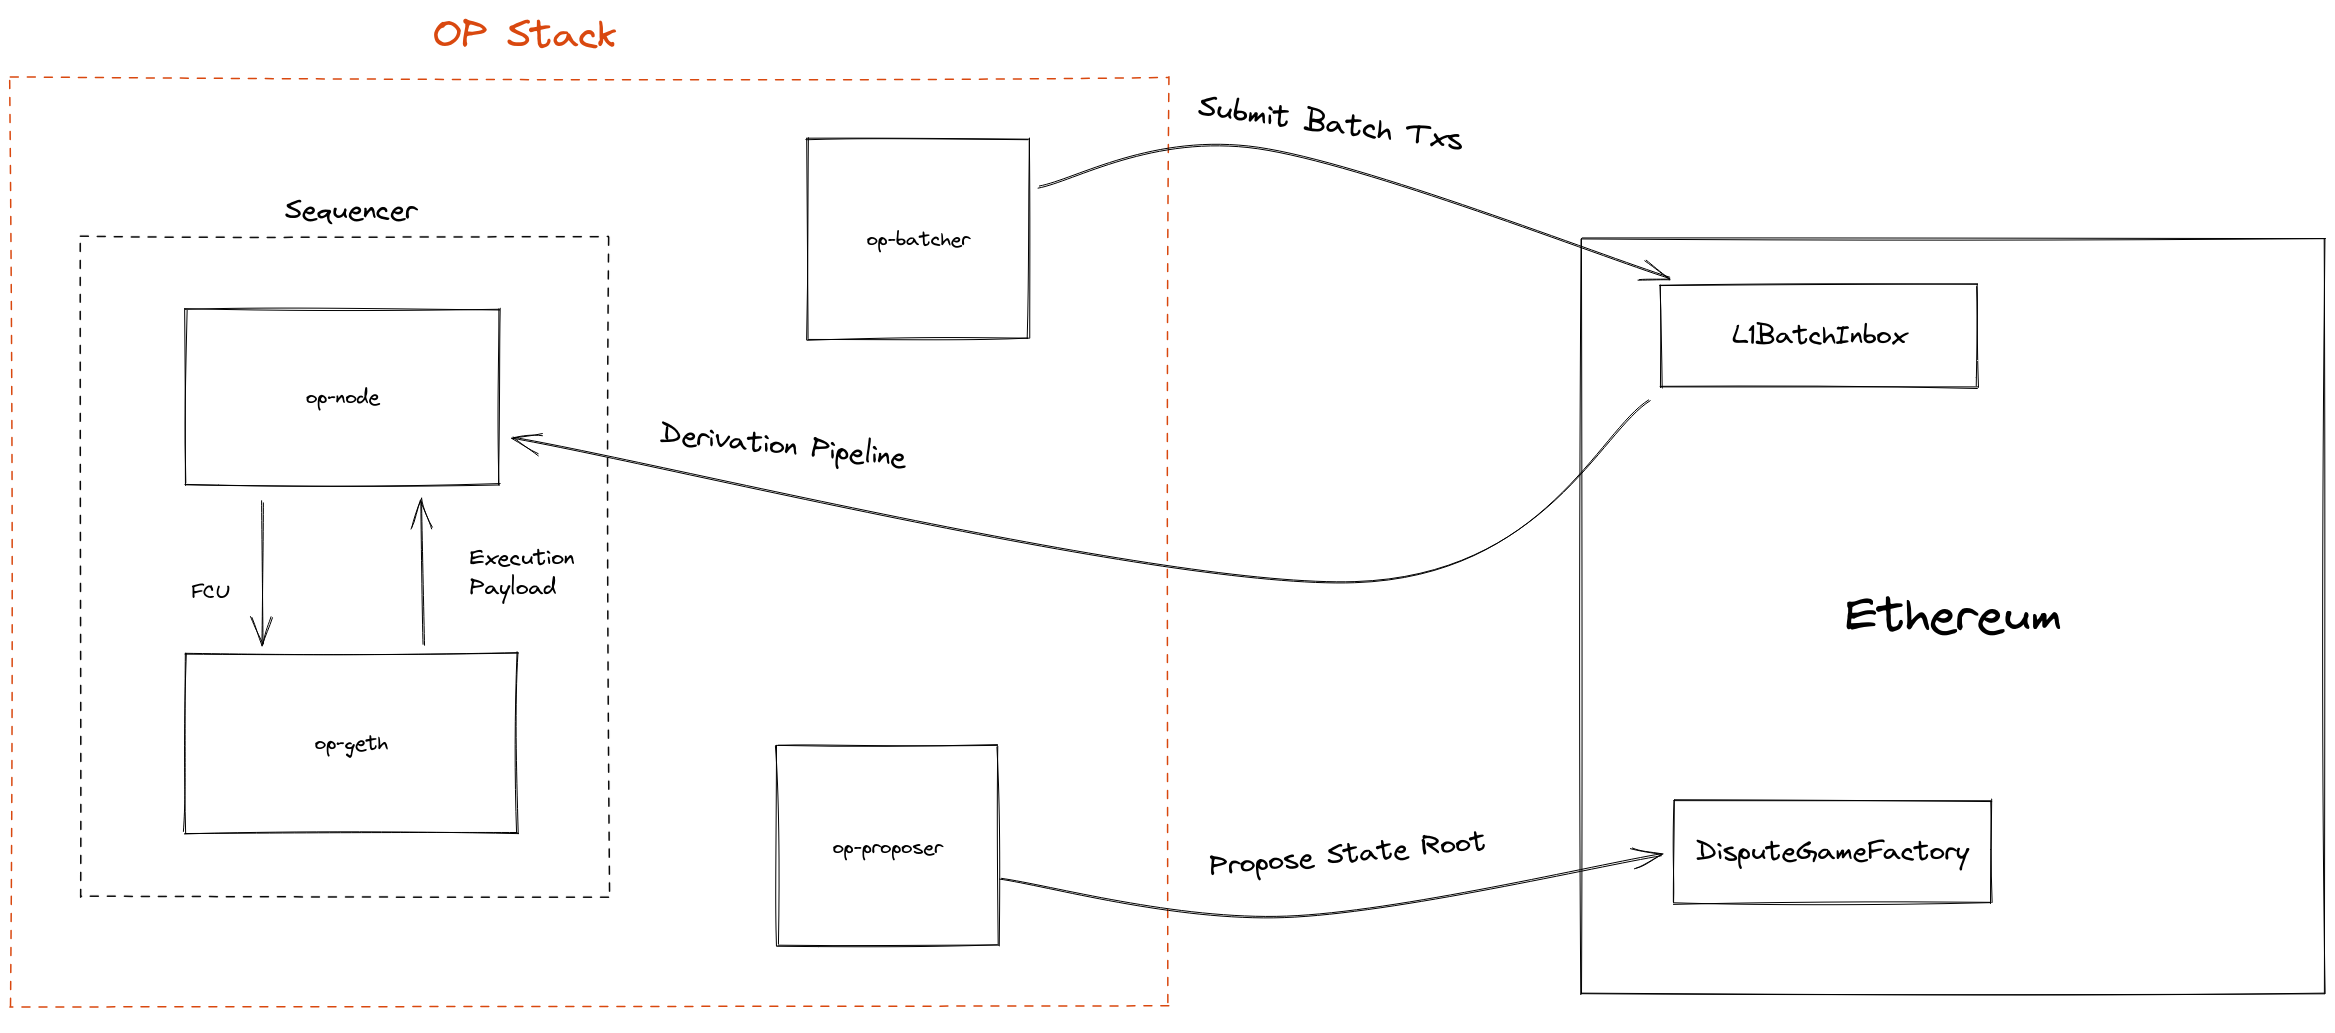 OP Stack
Submit Batch Txs
Sequencer
op-batcher
L1BatchInbox
op-node
Derivation Pipeline
FCU
Execution
Payload
Ethereum
op-geth
op-proposer
Propose State Root
DisputeGameFactory